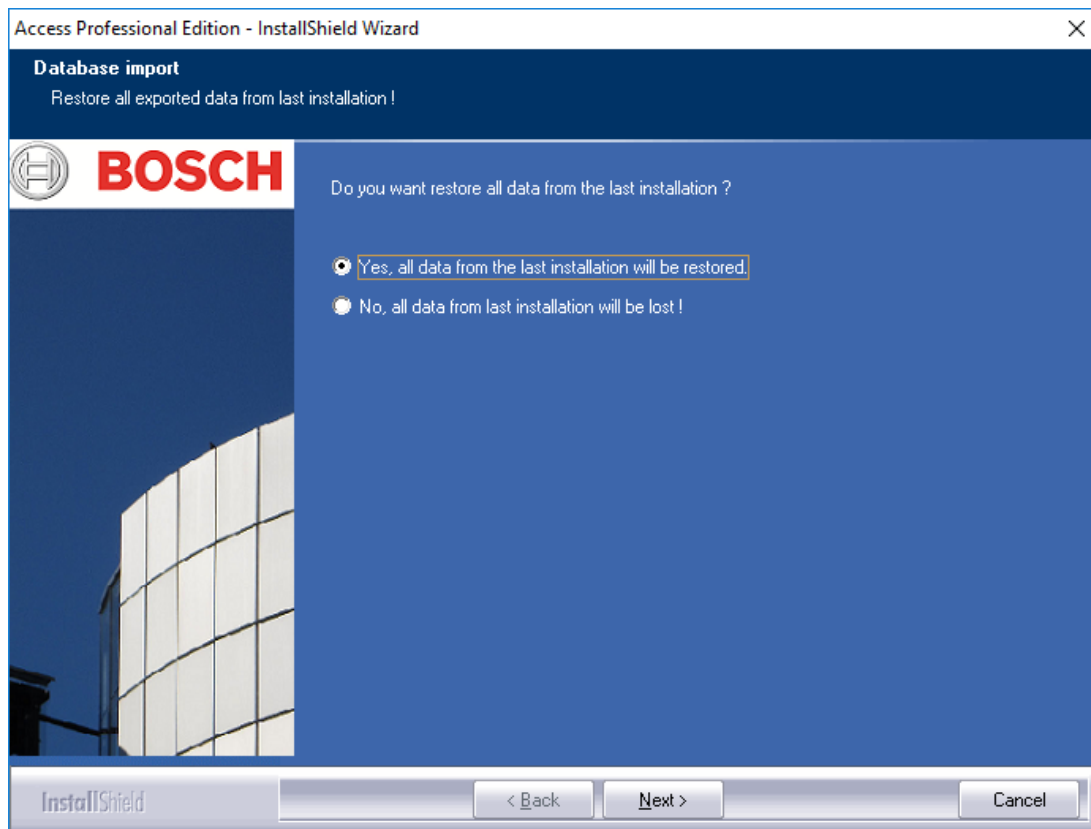 Access Professional Edition - InstallShield Wizard
Database import
Restore all exported data from last installation !
BOSCH
Do you want restore all data from the last installation ?
Yes, all data from the last installation will be restored.
No, all data from last installation will be lost !
InstallShield
< Back
Next >
Cancel